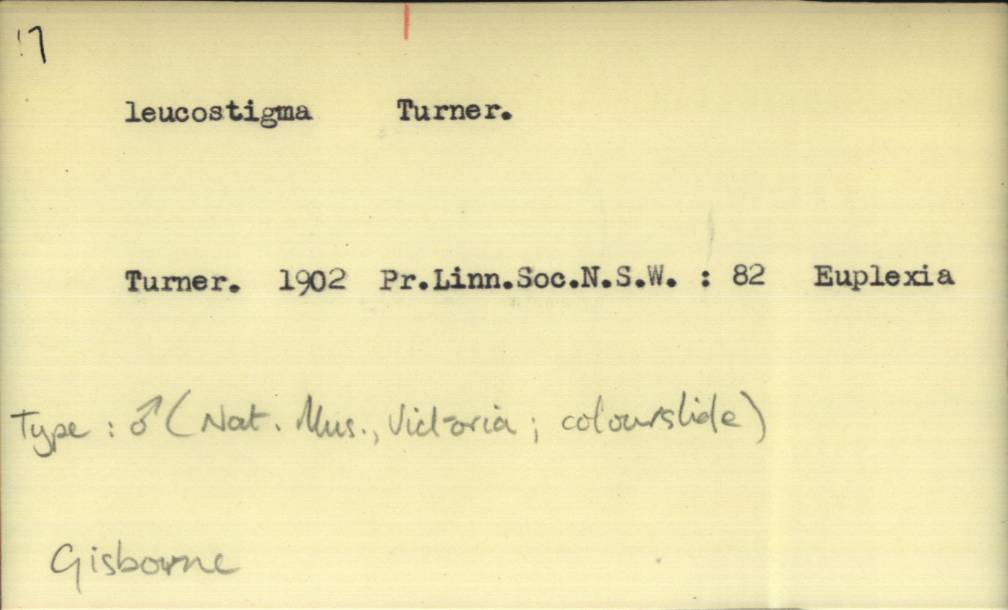 17
leucostigma Turner.
Turner. 1902 Pr.Linn.Soc.N.S.W. : 82 Euplexia
Type : ♂ (Nat. Mus., Victoria ; colourslide)
Gisborne